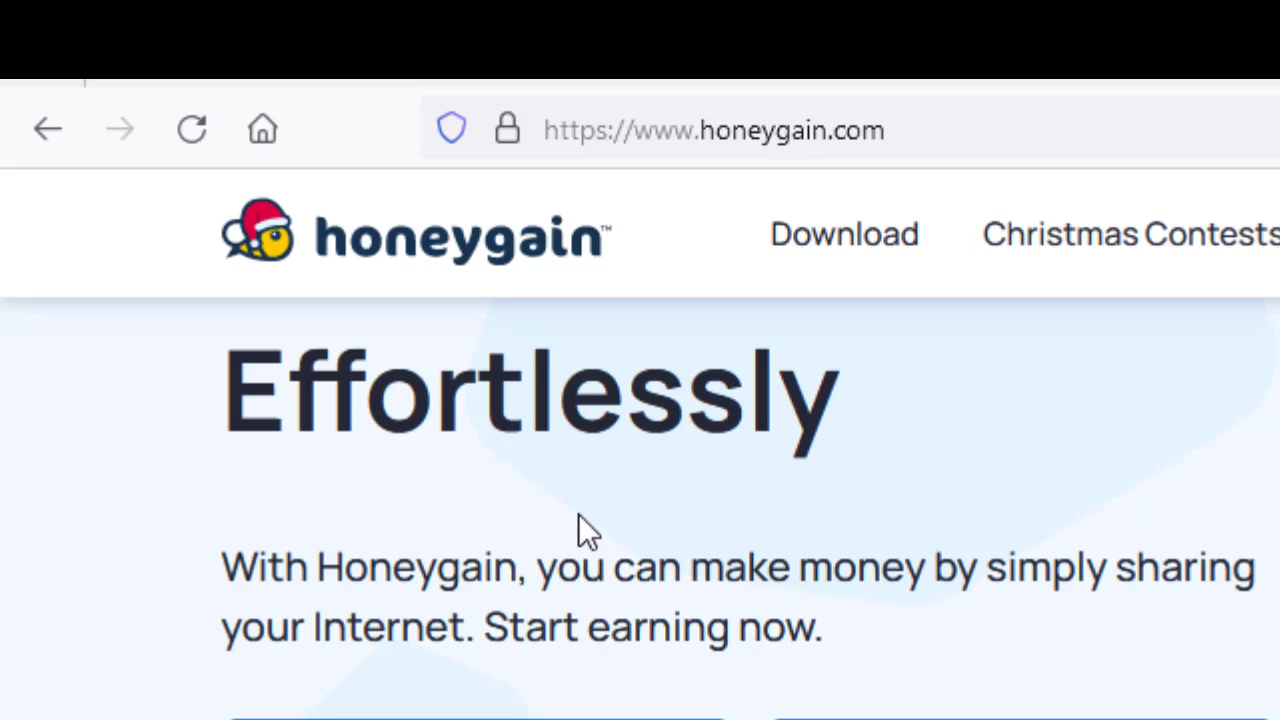 https://www.honeygain.com
honeygain™
Download
Christmas Contests
Effortlessly
With Honeygain, you can make money by simply sharing
your Internet. Start earning now.